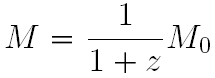 M = \frac{1}{1+z} M_0